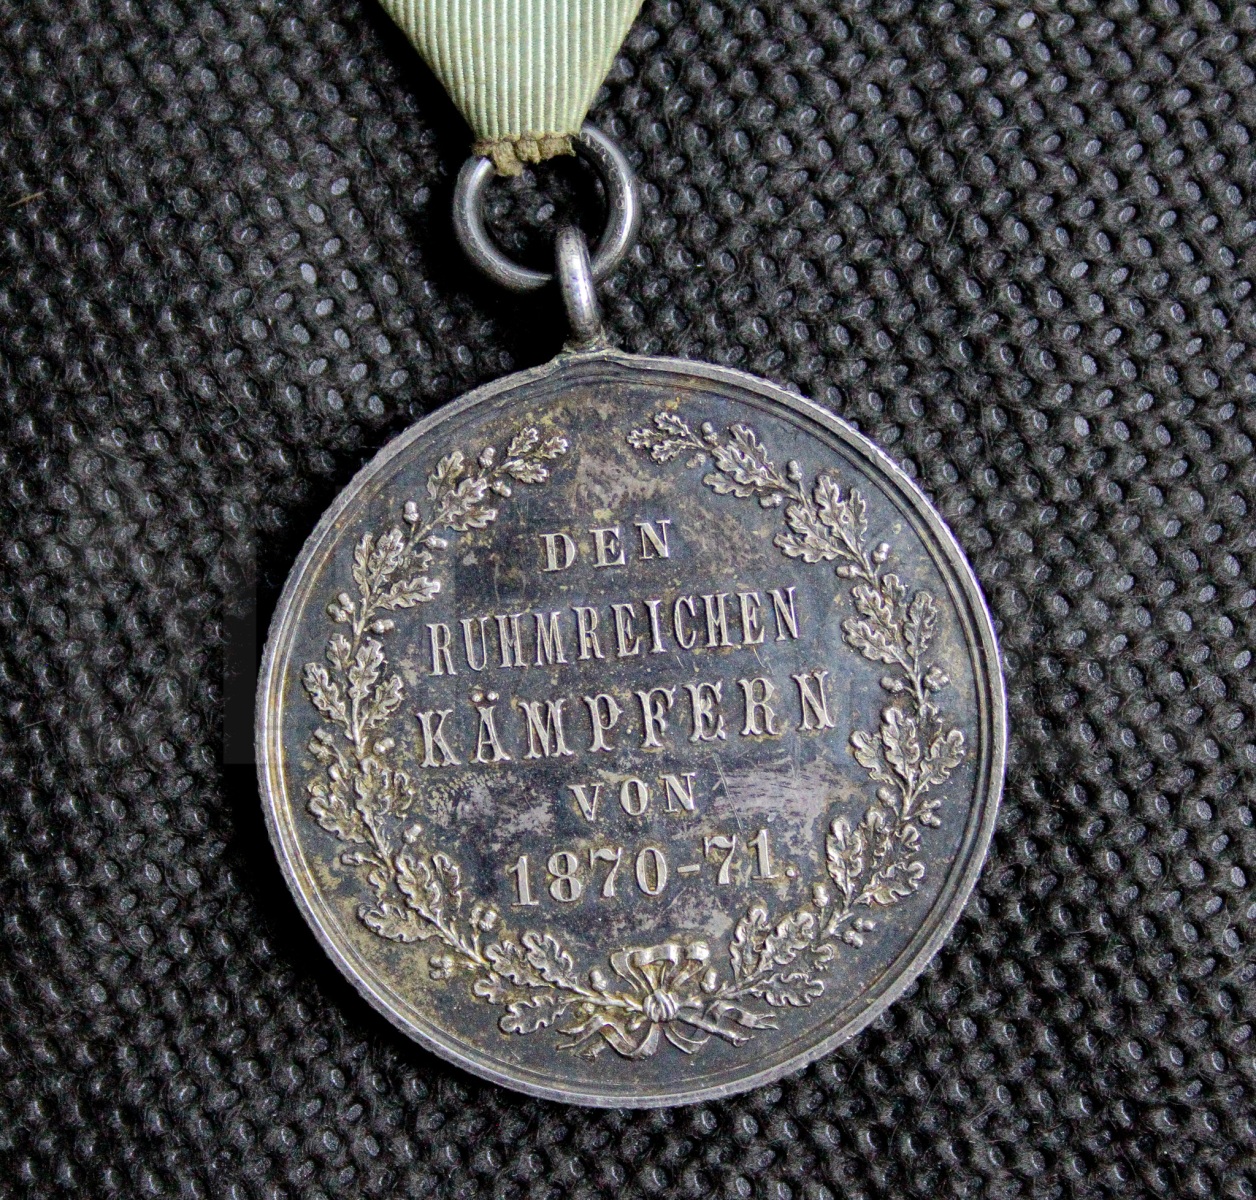 DEN
RUHMREICHEN
KÄMPFERN
VON
1870-71.